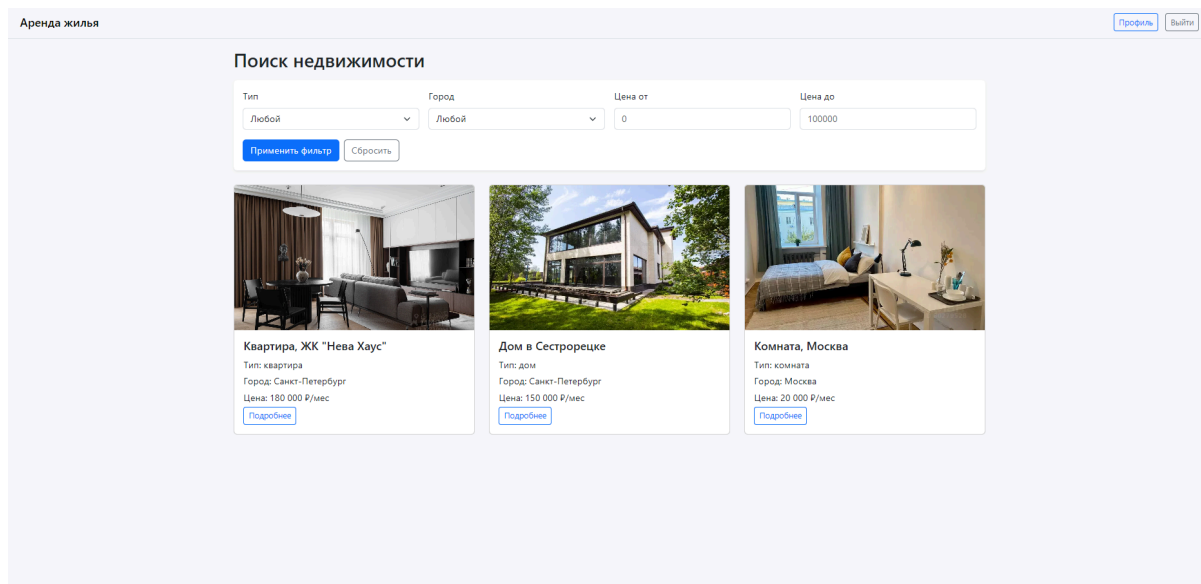 Аренда жилья
Профиль
Выйти
Поиск недвижимости
Тип
Город
Цена от
Цена до
Любой
Любой
0
100000
Применить фильтр
Сбросить
Квартира, ЖК "Нева Хаус"
Тип: квартира
Город: Санкт-Петербург
Цена: 180 000 ₽/мес
Подробнее
Дом в Сестрорецке
Тип: дом
Город: Санкт-Петербург
Цена: 150 000 ₽/мес
Подробнее
Комната, Москва
Тип: комната
Город: Москва
Цена: 20 000 ₽/мес
Подробнее